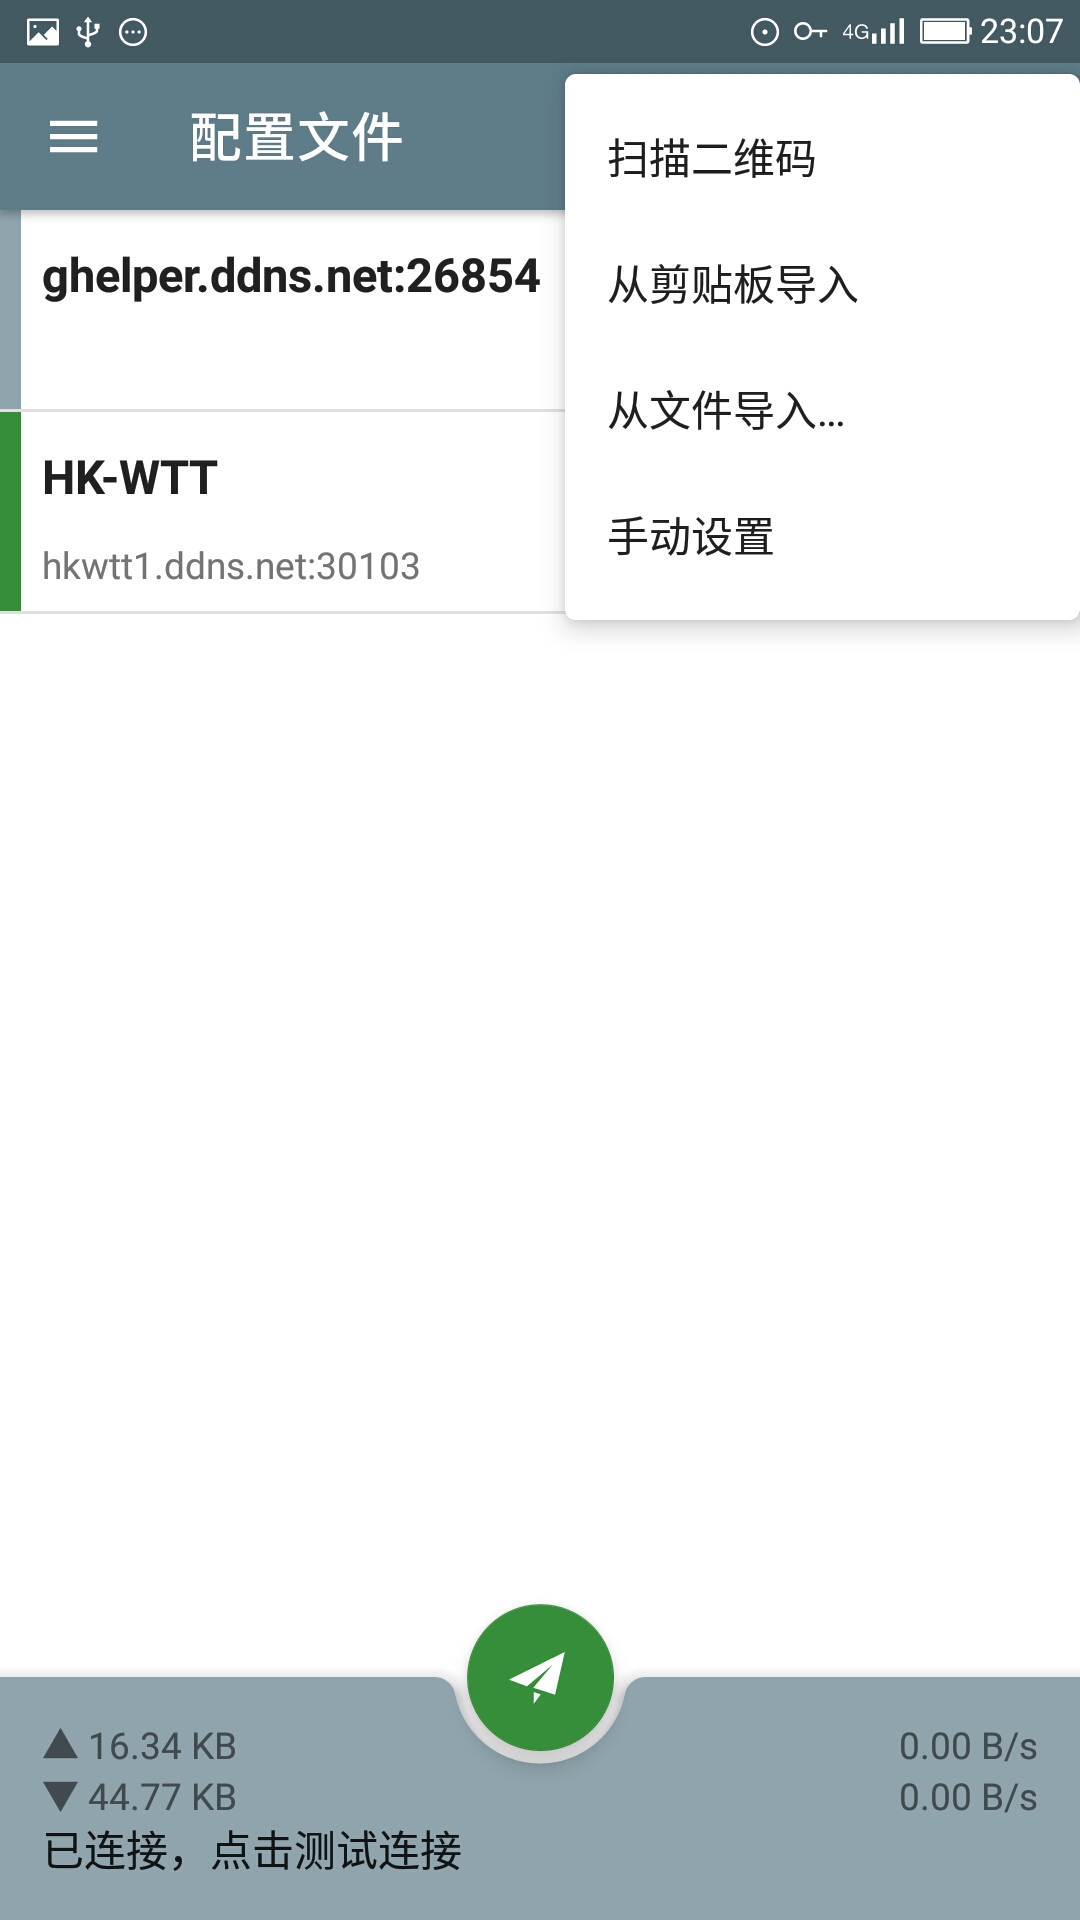 4G 23:07
配置文件
扫描二维码
从剪贴板导入
从文件导入…
手动设置
ghelper.ddns.net:26854
HK-WTT
hkwtt1.ddns.net:30103
▲ 16.34 KB 0.00 B/s
▼ 44.77 KB 0.00 B/s
已连接，点击测试连接